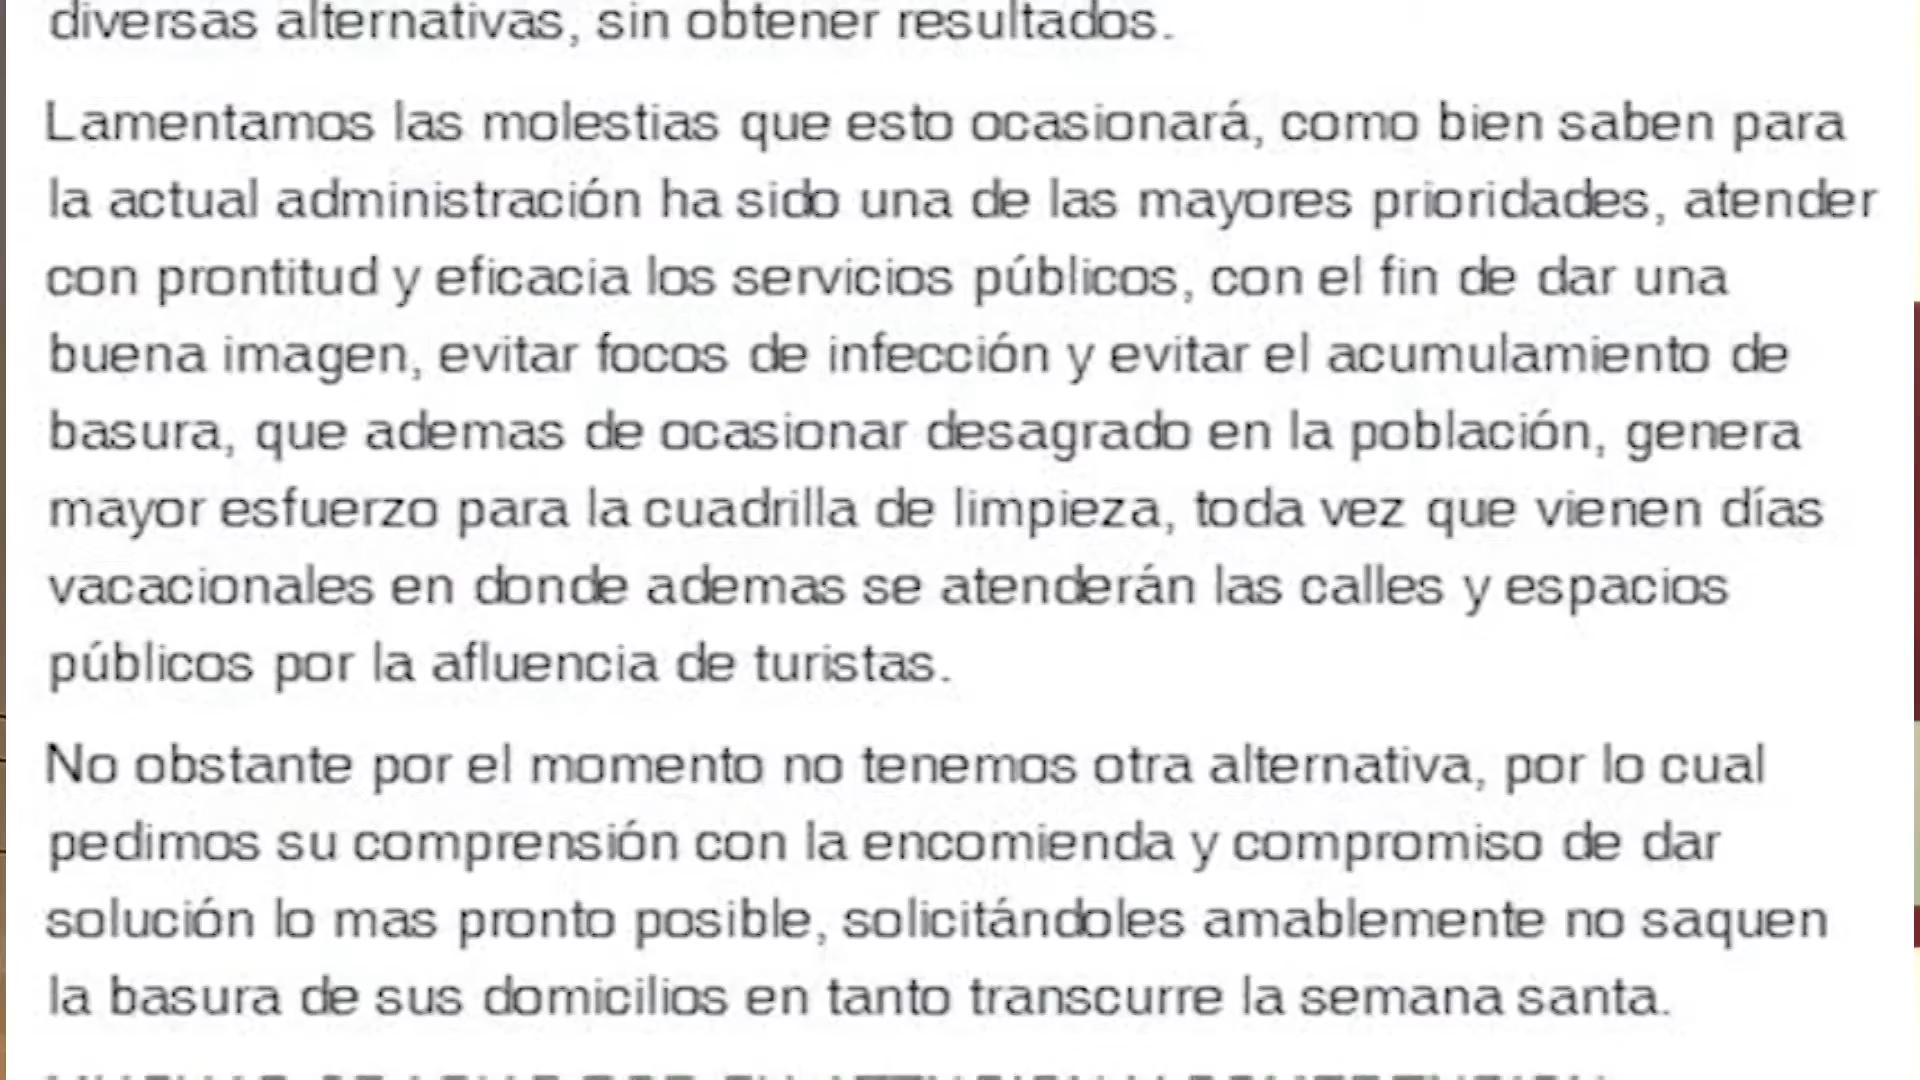 diversas alternativas, sin obtener resultados.
Lamentamos las molestias que esto ocasionará, como bien saben para
la actual administración ha sido una de las mayores prioridades, atender
con prontitud y eficacia los servicios públicos, con el fin de dar una
buena imagen, evitar focos de infección y evitar el acumulamiento de
basura, que ademas de ocasionar desagrado en la población, genera
mayor esfuerzo para la cuadrilla de limpieza, toda vez que vienen días
vacacionales en donde ademas se atenderán las calles y espacios
públicos por la afluencia de turistas.
No obstante por el momento no tenemos otra alternativa, por lo cual
pedimos su comprensión con la encomienda y compromiso de dar
solución lo mas pronto posible, solicitándoles amablemente no saquen
la basura de sus domicilios en tanto transcurre la semana santa.